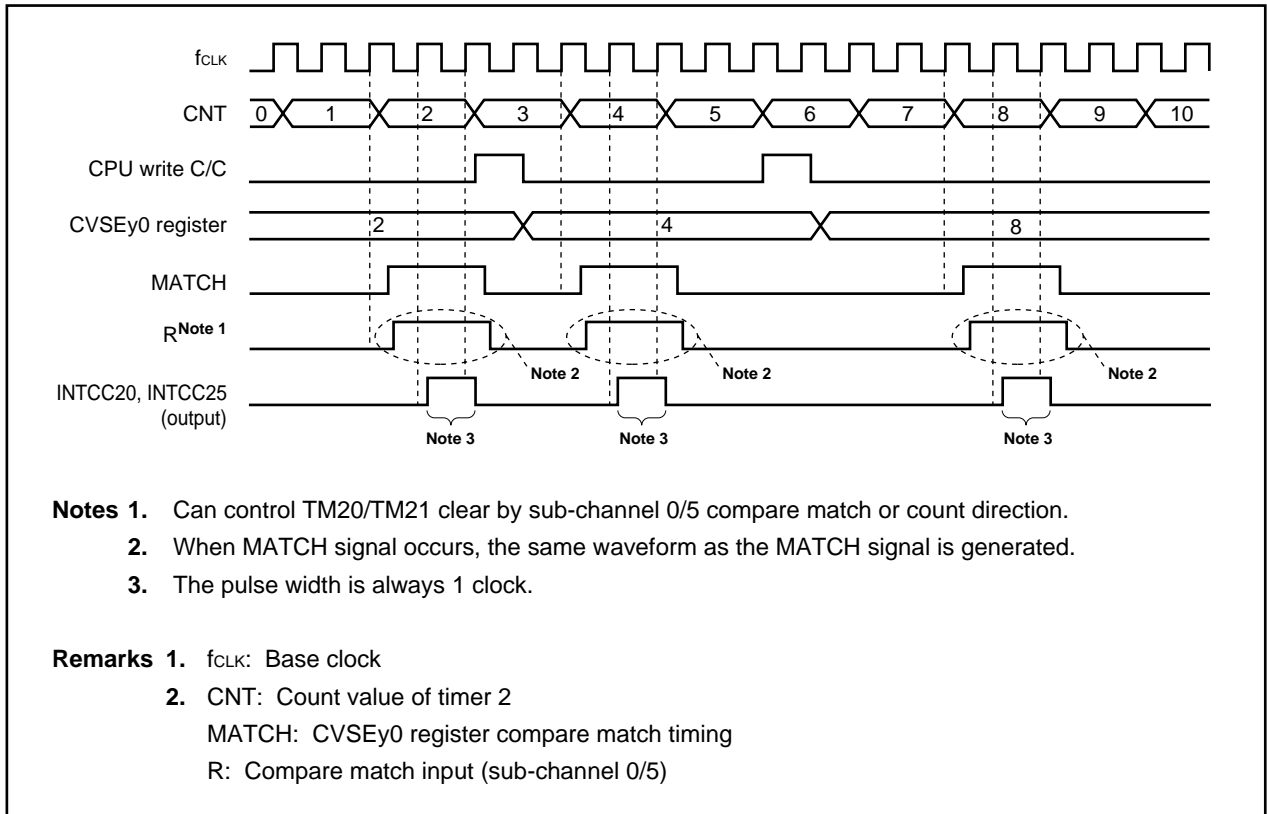 fCLK
CNT 0 1 2 3 4 5 6 7 8 9 10
CPU write C/C
CVSEy0 register 2 4 8
MATCH
RNote 1
Note 2 Note 2 Note 2
INTCC20, INTCC25
(output)
Note 3 Note 3 Note 3
Notes 1. Can control TM20/TM21 clear by sub-channel 0/5 compare match or count direction.
2. When MATCH signal occurs, the same waveform as the MATCH signal is generated.
3. The pulse width is always 1 clock.
Remarks 1. fCLK: Base clock
2. CNT: Count value of timer 2
MATCH: CVSEy0 register compare match timing
R: Compare match input (sub-channel 0/5)